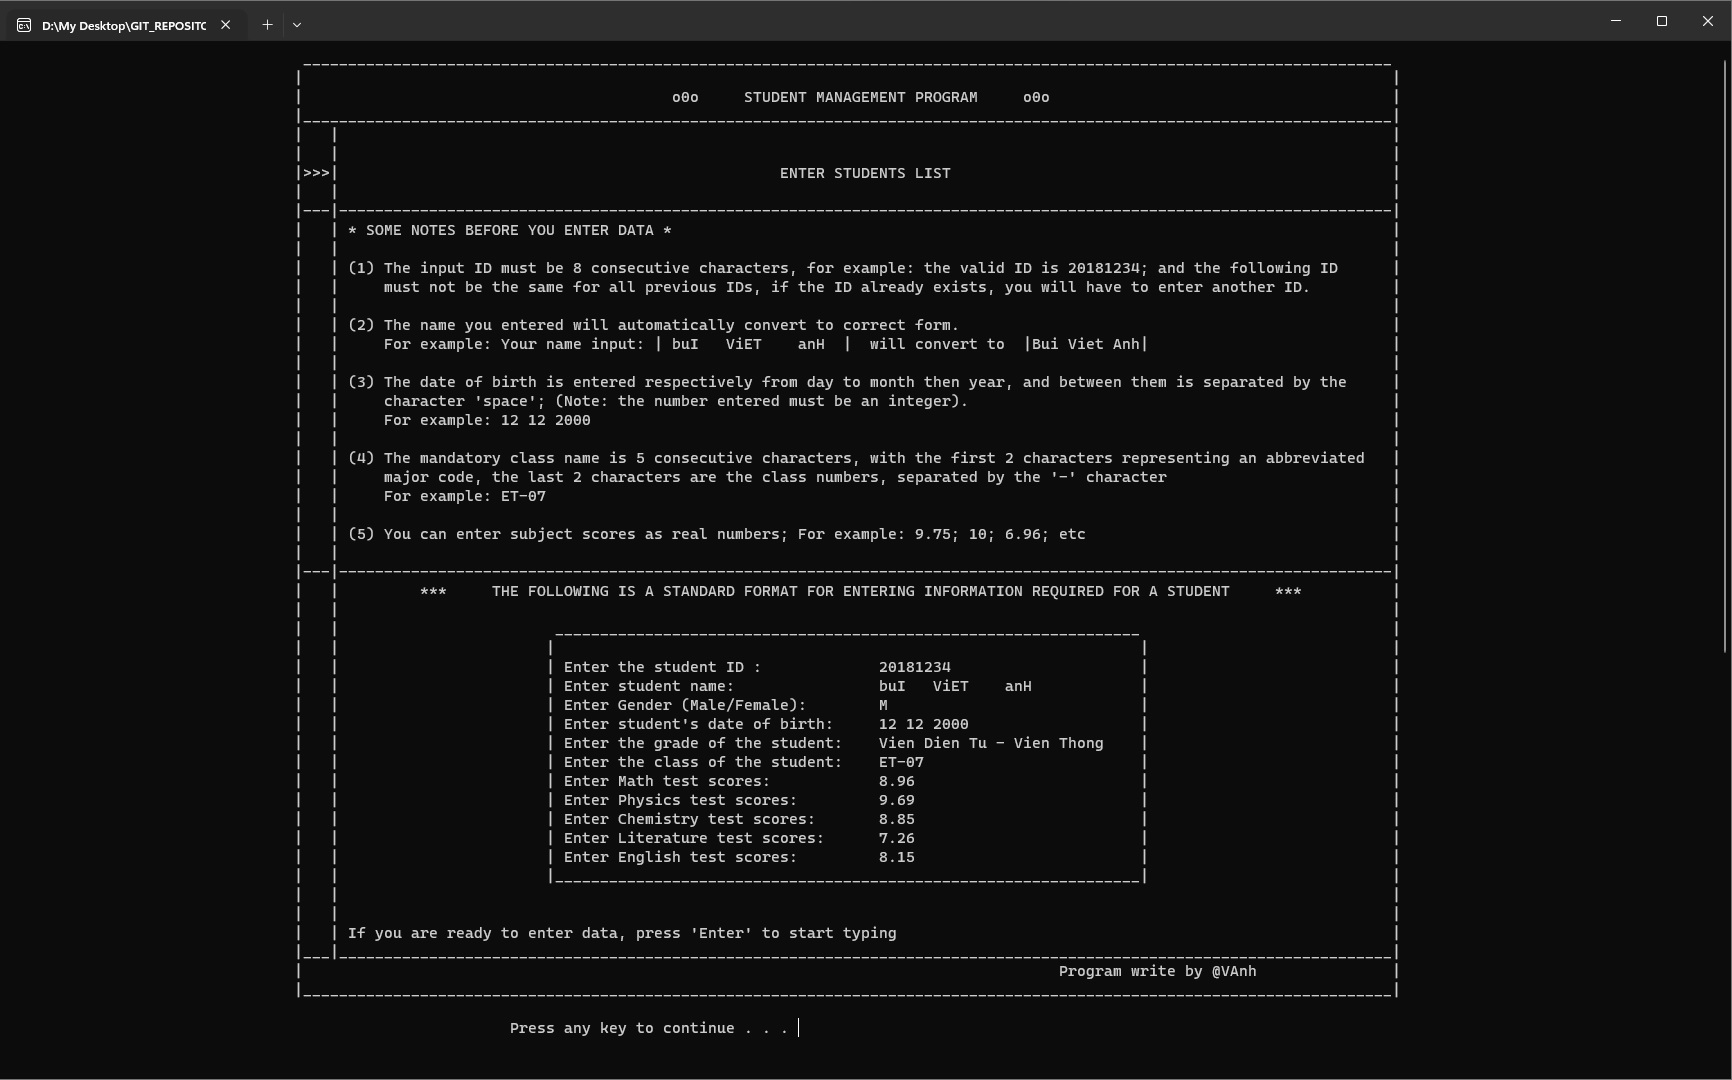 D:\My Desktop\GIT_REPOSITO
o0o STUDENT MANAGEMENT PROGRAM o0o
>>> ENTER STUDENTS LIST
* SOME NOTES BEFORE YOU ENTER DATA *
(1) The input ID must be 8 consecutive characters, for example: the valid ID is 20181234; and the following ID
must not be the same for all previous IDs, if the ID already exists, you will have to enter another ID.
(2) The name you entered will automatically convert to correct form.
For example: Your name input: | buI   ViET    anH  |  will convert to  |Bui Viet Anh|
(3) The date of birth is entered respectively from day to month then year, and between them is separated by the
character 'space'; (Note: the number entered must be an integer).
For example: 12 12 2000
(4) The mandatory class name is 5 consecutive characters, with the first 2 characters representing an abbreviated
major code, the last 2 characters are the class numbers, separated by the '-' character
For example: ET-07
(5) You can enter subject scores as real numbers; For example: 9.75; 10; 6.96; etc
*** THE FOLLOWING IS A STANDARD FORMAT FOR ENTERING INFORMATION REQUIRED FOR A STUDENT ***
Enter the student ID : 20181234
Enter student name: buI   ViET    anH
Enter Gender (Male/Female): M
Enter student's date of birth: 12 12 2000
Enter the grade of the student: Vien Dien Tu - Vien Thong
Enter the class of the student: ET-07
Enter Math test scores: 8.96
Enter Physics test scores: 9.69
Enter Chemistry test scores: 8.85
Enter Literature test scores: 7.26
Enter English test scores: 8.15
If you are ready to enter data, press 'Enter' to start typing
Program write by @VAnh
Press any key to continue . . .